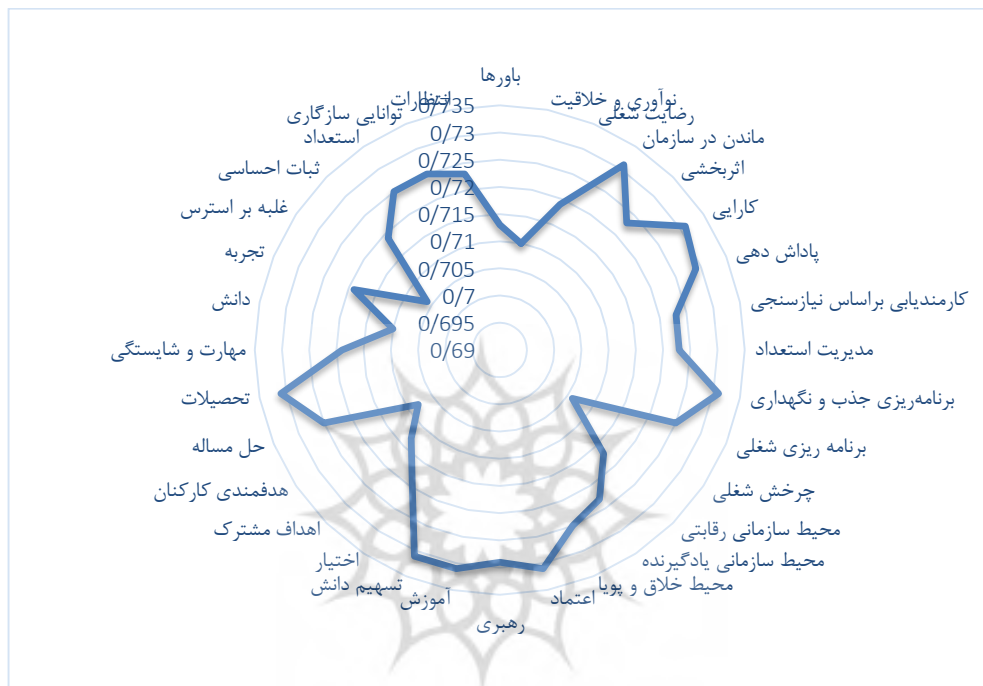 باورها
نوآوری و خلاقیت
رضایت شغلی
ماندن در سازمان
اثربخشی
کارایی
پاداش دهی
کارمندیابی براساس نیازسنجی
مدیریت استعداد
برنامه‌ریزی جذب و نگهداری
برنامه ریزی شغلی
چرخش شغلی
محیط سازمانی رقابتی
محیط سازمانی یادگیرنده
محیط خلاق و پویا
اعتماد
رهبری
آموزش
تسهیم دانش
اختیار
اهداف مشترک
هدفمندی کارکنان
حل مساله
تحصیلات
مهارت و شایستگی
دانش
تجربه
غلبه بر استرس
ثبات احساسی
استعداد
توانایی سازگاری
انتظارات
0/735
0/73
0/725
0/72
0/715
0/71
0/705
0/7
0/695
0/69